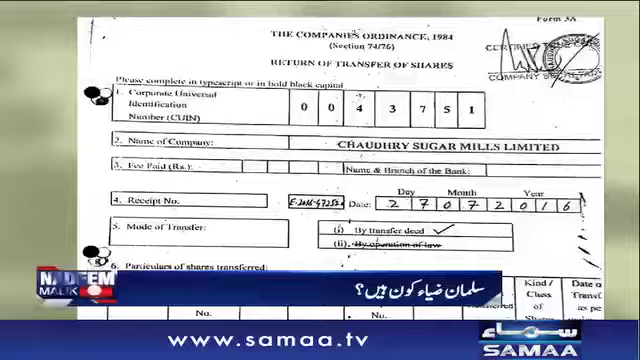 Form 3A
THE COMPANIES ORDINANCE, 1984
(Section 74/76)
RETURN OF TRANSFER OF SHARES
COMPANY SECRETARY
Please complete in typescript or in bold black capital
1. Corporate Universal Identification Number (CUIN) 0 0 4 3 7 5 1
2. Name of Company: CHAUDHRY SUGAR MILLS LIMITED
3. Fee Paid (Rs.) Name & Branch of the Bank:
Day Month Year
4. Receipt No. Date: 2 7 0 7 2 0 1 6
5. Mode of Transfer: (i) By transfer deed
(ii) By operation of law
6. Particulars of shares transferred:
Kind / Class of
No. No.
NADEEM MALIK
سلمان ضیاء کون ہیں؟
www.samaa.tv
سماء
SAMAA